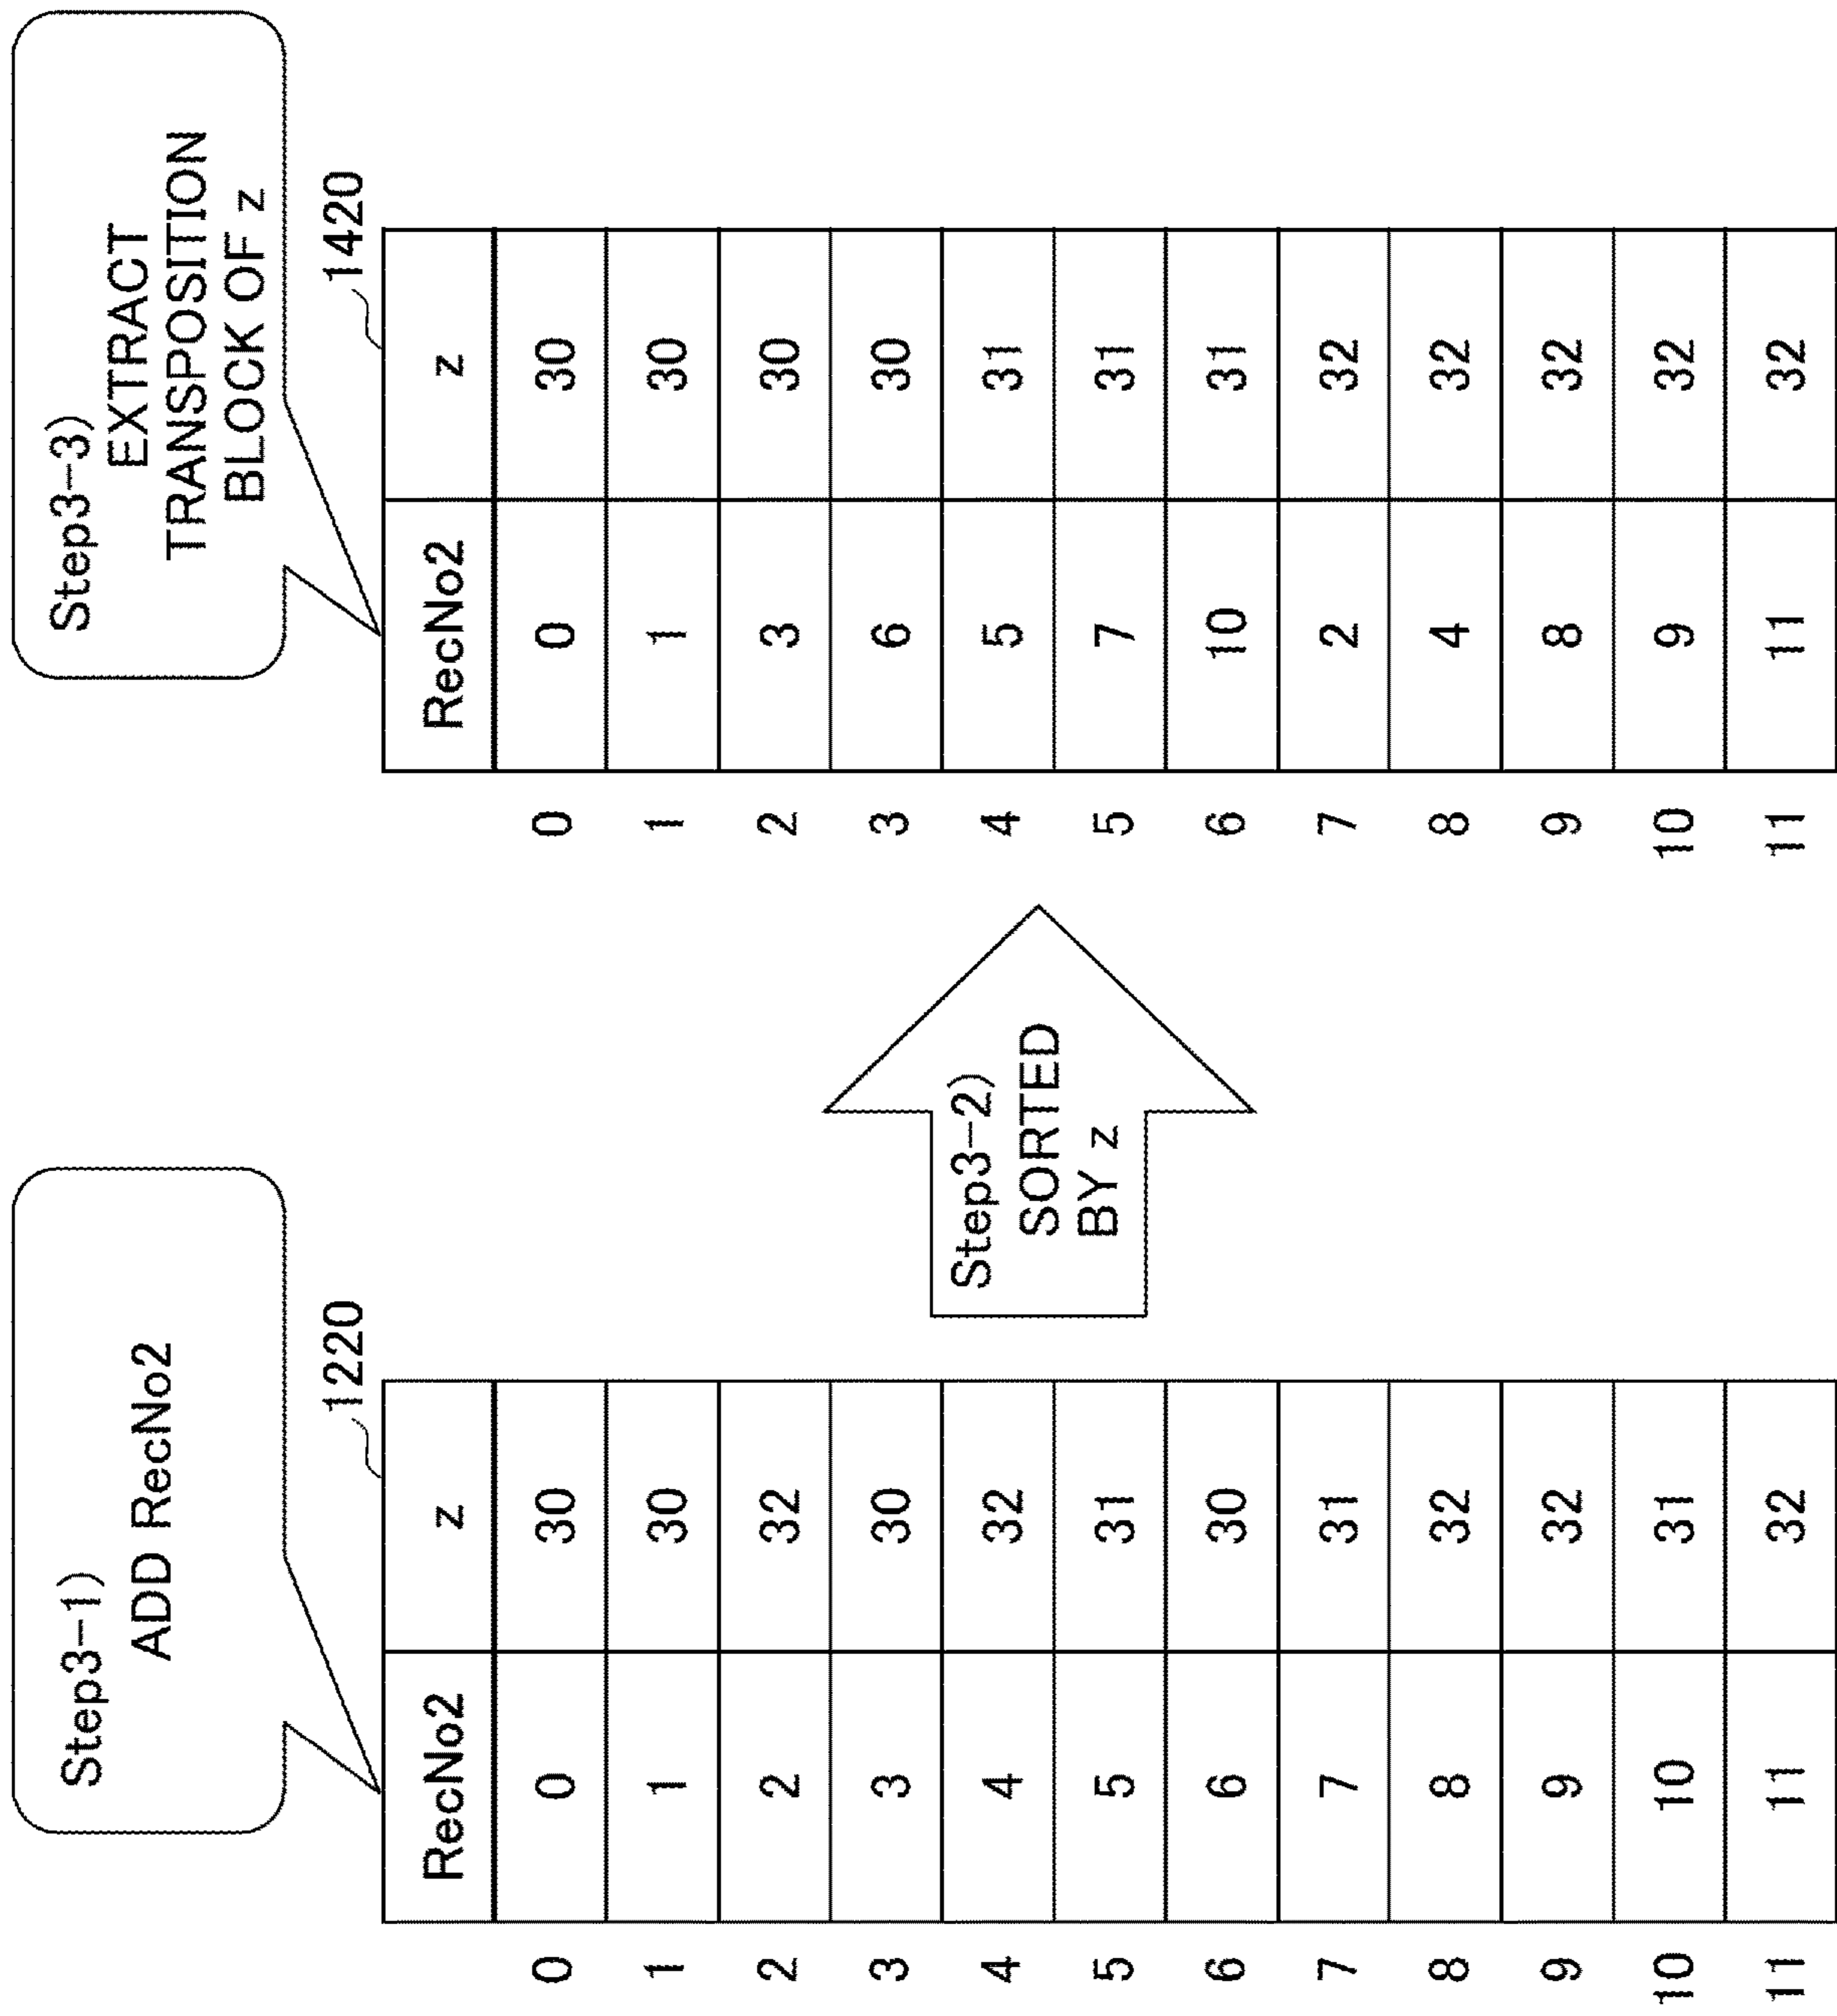 Step3-1)
ADD RecNo2
1220
RecNo2 z
0 0 30
1 1 30
2 2 32
3 3 30
4 4 32
5 5 31
6 6 30
7 7 31
8 8 32
9 9 32
10 10 31
11 11 32
Step3-2)
SORTED
BY z
Step3-3)
EXTRACT
TRANSPOSITION
BLOCK OF z
1420
RecNo2 z
0 0 30
1 1 30
2 3 30
3 6 30
4 5 31
5 7 31
6 10 31
7 2 32
8 4 32
9 8 32
10 9 32
11 11 32